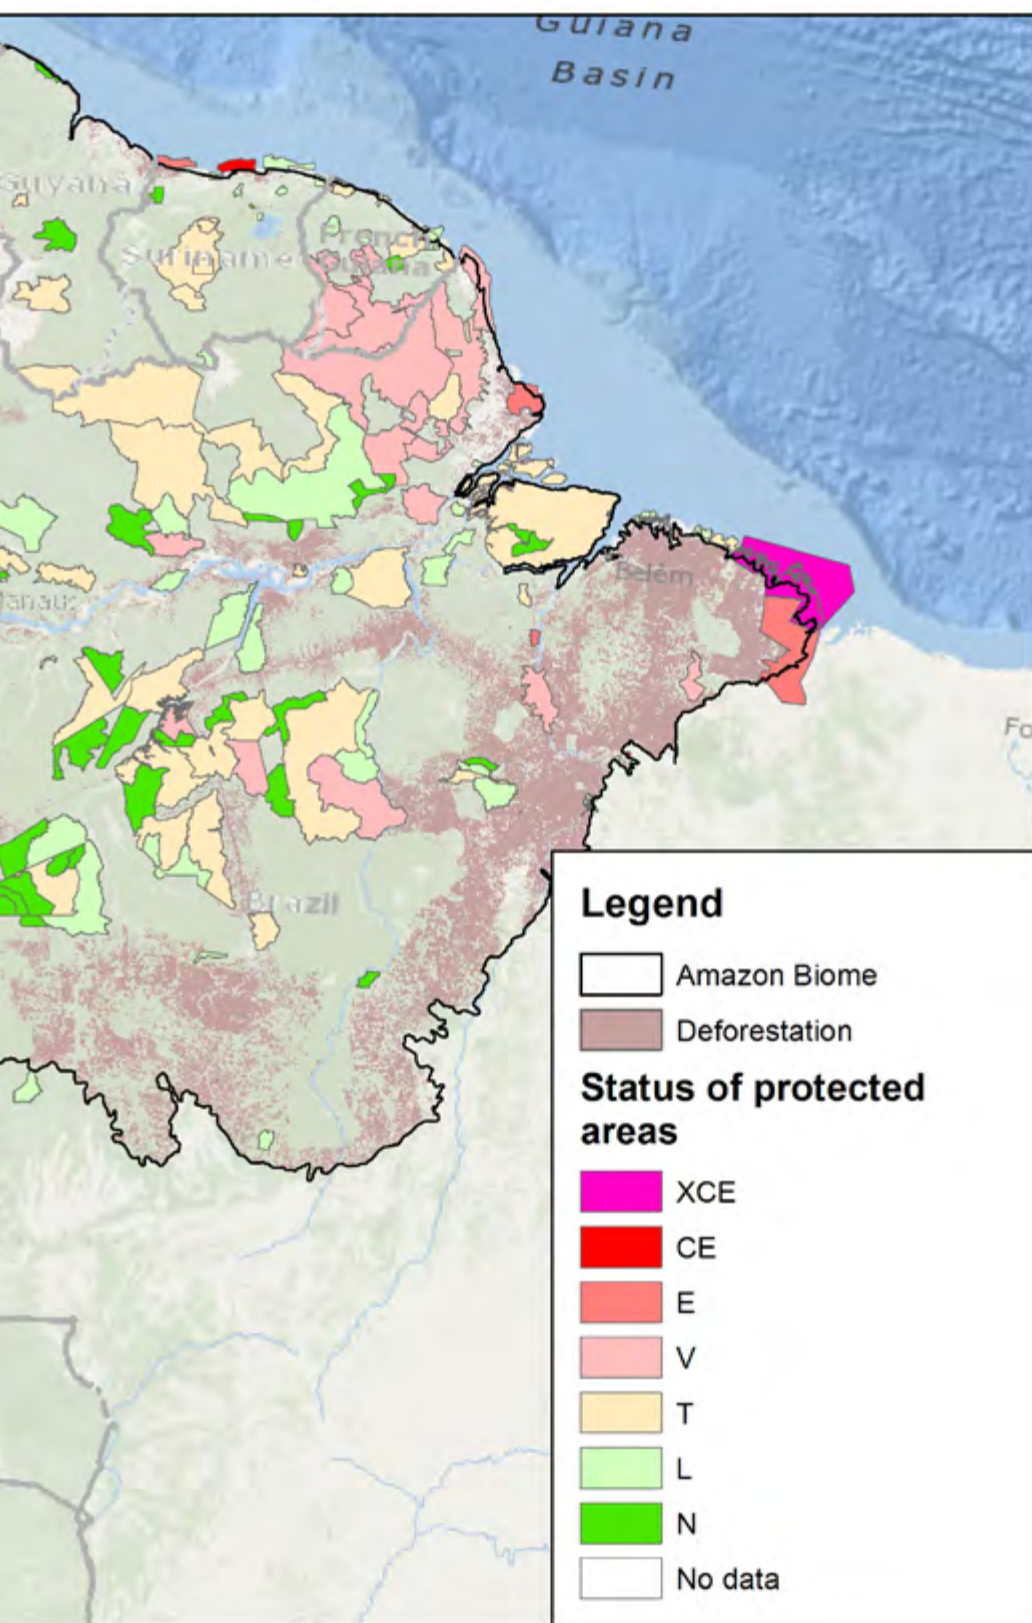 Guiana
Basin
Guyana
Suriname
French
Guiana
Belém
Brazil
Fo
Legend
Amazon Biome
Deforestation
Status of protected
areas
XCE
CE
E
V
T
L
N
No data